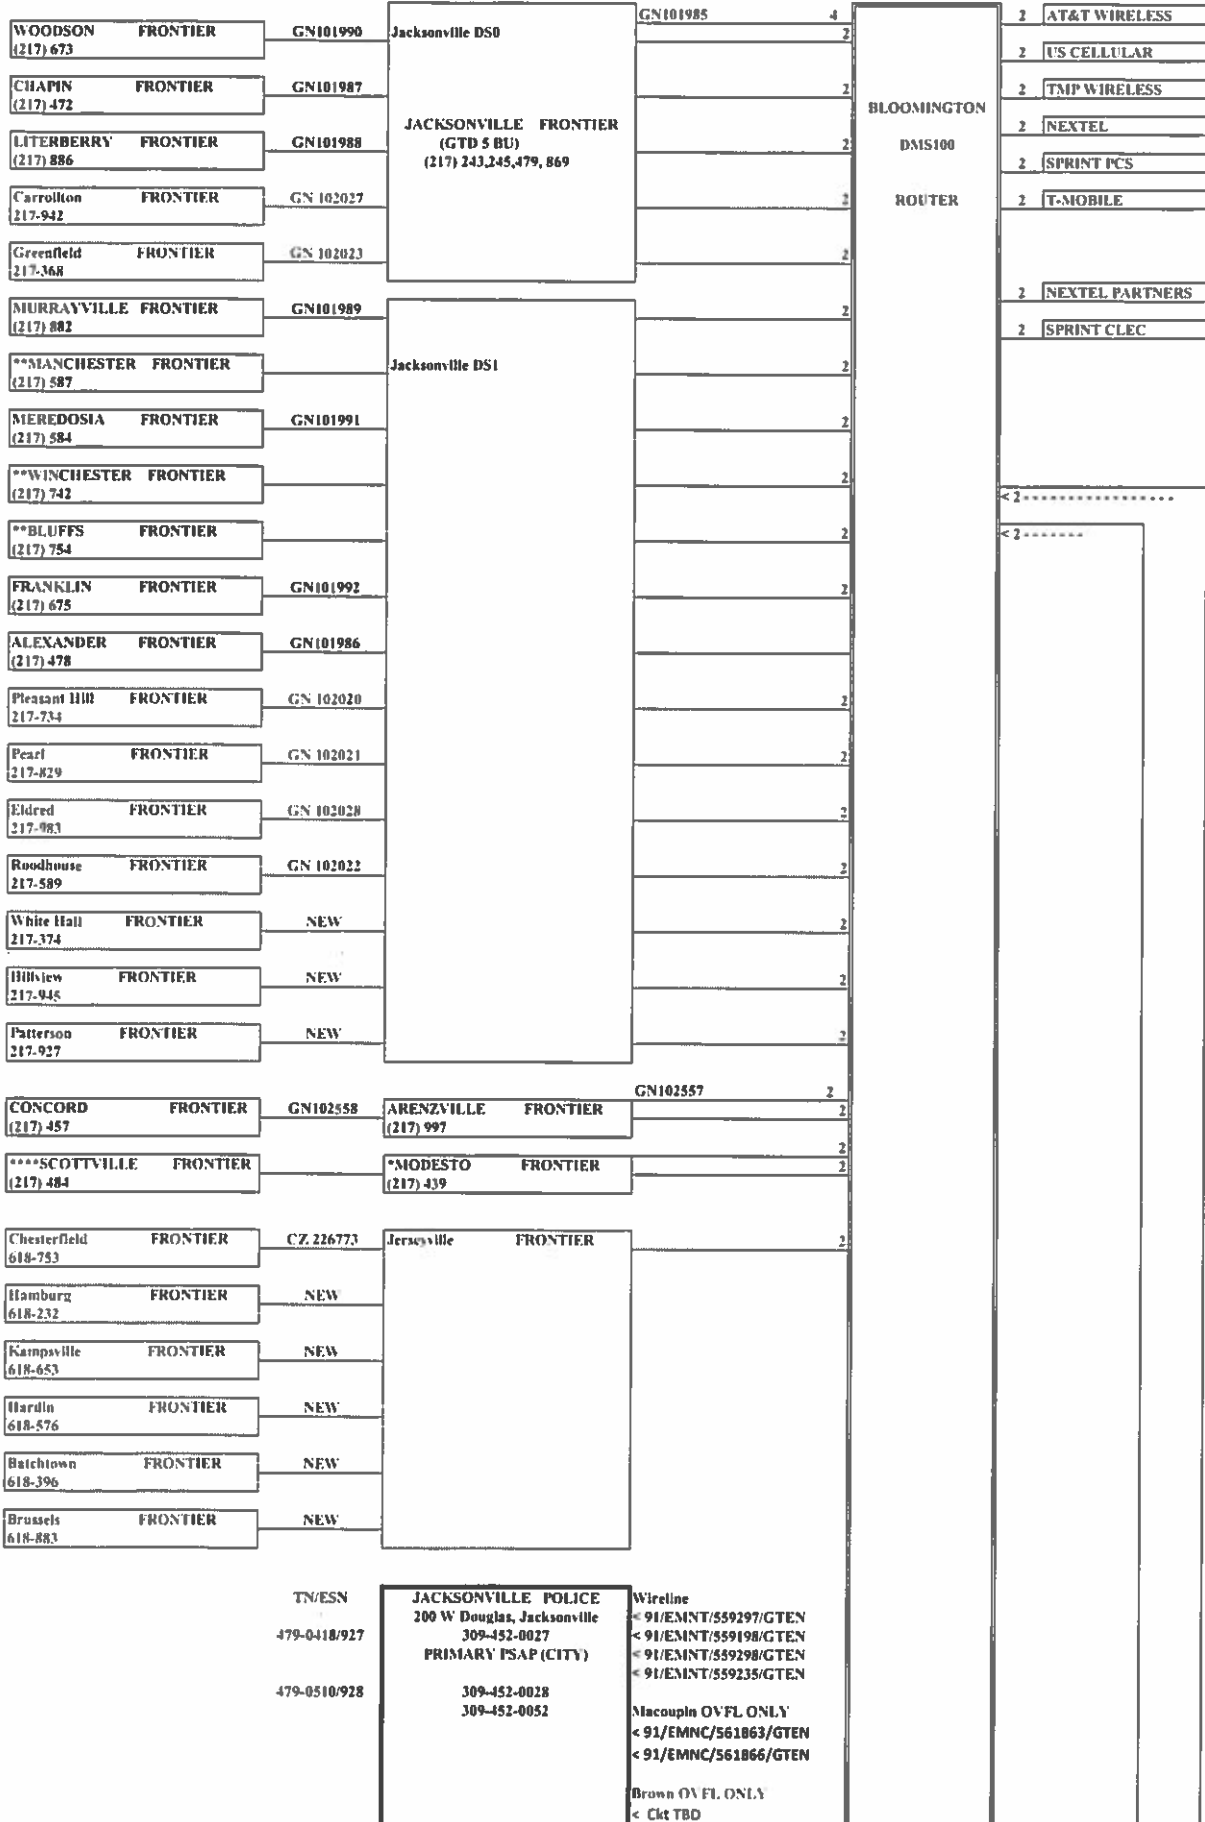 GN101985 4
2 AT&T WIRELESS
WOODSON FRONTIER GN101990 Jacksonville DS0 2
(217) 673
2 US CELLULAR
CHAPIN FRONTIER GN101987 2
(217) 472
2 TMP WIRELESS
BLOOMINGTON
JACKSONVILLE FRONTIER
2 NEXTEL
LITERBERRY FRONTIER GN101988 (GTD 5 BU) 2 DMS100
(217) 886 (217) 243,245,479, 869
2 SPRINT PCS
Carrollton FRONTIER GN 102027 2 ROUTER 2 T-MOBILE
217-942
Greenfield FRONTIER GN 102023 2
217-368
2 NEXTEL PARTNERS
MURRAYVILLE FRONTIER GN101989 2
(217) 882
2 SPRINT CLEC
**MANCHESTER FRONTIER Jacksonville DS1 2
(217) 587
MEREDOSIA FRONTIER GN101991 2
(217) 584
**WINCHESTER FRONTIER 2
(217) 742
< 2 - - - - - - - - - - - - - - - - -
**BLUFFS FRONTIER 2
(217) 754
< 2 - - - - - - -
FRANKLIN FRONTIER GN101992 2
(217) 675
ALEXANDER FRONTIER GN101986
(217) 478
Pleasant Hill FRONTIER GN 102020 2
217-734
Pearl FRONTIER GN 102021 2
217-829
Eldred FRONTIER GN 102028 2
217-983
Roodhouse FRONTIER GN 102022 2
217-589
White Hall FRONTIER NEW 2
217-374
Hillview FRONTIER NEW 2
217-945
Patterson FRONTIER NEW 2
217-927
GN102557 2
CONCORD FRONTIER GN102558 ARENZVILLE FRONTIER 2
(217) 457 (217) 997
2
****SCOTTVILLE FRONTIER *MODESTO FRONTIER 2
(217) 484 (217) 439
Chesterfield FRONTIER CZ 226773 Jerseyville FRONTIER 2
618-753
Hamburg FRONTIER NEW
618-232
Kampsville FRONTIER NEW
618-653
Hardin FRONTIER NEW
618-576
Batchtown FRONTIER NEW
618-396
Brussels FRONTIER NEW
618-883
TN/ESN JACKSONVILLE POLICE Wireline
200 W Douglas, Jacksonville < 91/EMNT/559297/GTEN
479-0418/927 309-452-0027 < 91/EMNT/559198/GTEN
PRIMARY PSAP (CITY) < 91/EMNT/559298/GTEN
< 91/EMNT/559235/GTEN
479-0510/928 309-452-0028
309-452-0052 Macoupin OVFL ONLY
< 91/EMNC/561863/GTEN
< 91/EMNC/561866/GTEN
Brown OVFL ONLY
< Ckt TBD